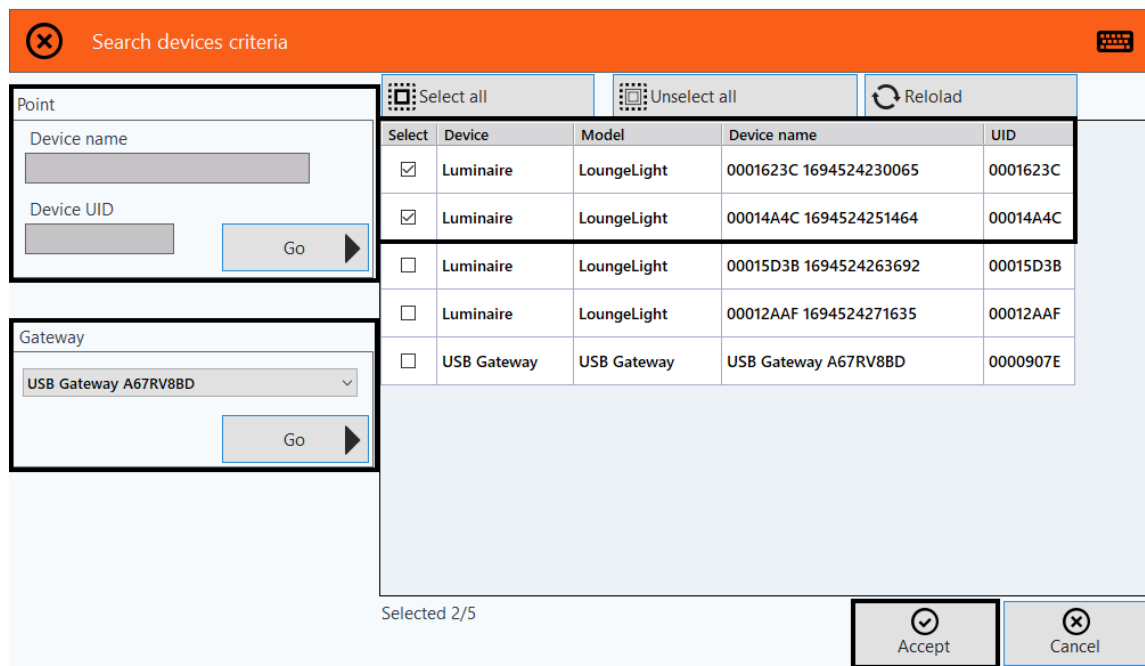 Search devices criteria
Point
Device name
Device UID
Go
Gateway
USB Gateway A67RV8BD
Go
Select all Unselect all Relolad
Select Device Model Device name UID
Luminaire LoungeLight 0001623C 1694524230065 0001623C
Luminaire LoungeLight 00014A4C 1694524251464 00014A4C
Luminaire LoungeLight 00015D3B 1694524263692 00015D3B
Luminaire LoungeLight 00012AAF 1694524271635 00012AAF
USB Gateway USB Gateway USB Gateway A67RV8BD 0000907E
Selected 2/5
Accept Cancel